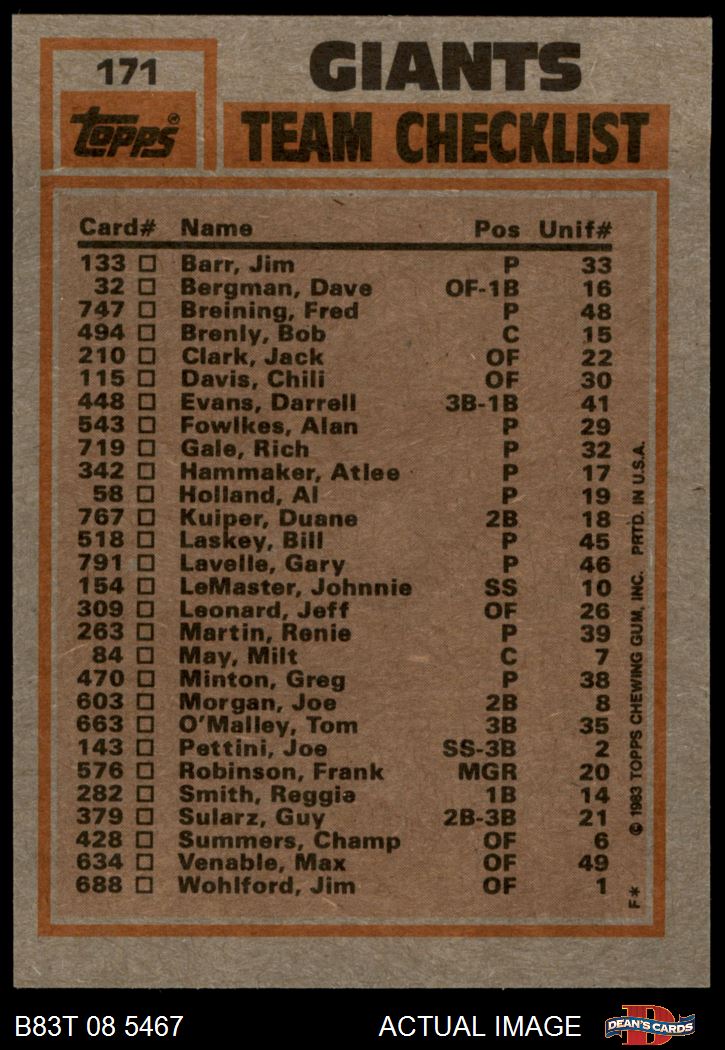 171
GIANTS
topps®
TEAM CHECKLIST
Card# Name Pos Unif#
133 Barr, Jim P 33
32 Bergman, Dave OF-1B 16
747 Breining, Fred P 48
494 Brenly, Bob C 15
210 Clark, Jack OF 22
115 Davis, Chili OF 30
448 Evans, Darrell 3B-1B 41
543 Fowlkes, Alan P 29
719 Gale, Rich P 32
342 Hammaker, Atlee P 17
58 Holland, Al P 19
767 Kuiper, Duane 2B 18
518 Laskey, Bill P 45
791 Lavelle, Gary P 46
154 LeMaster, Johnnie SS 10
309 Leonard, Jeff OF 26
263 Martin, Renie P 39
84 May, Milt C 7
470 Minton, Greg P 38
603 Morgan, Joe 2B 8
663 O'Malley, Tom 3B 35
143 Pettini, Joe SS-3B 2
576 Robinson, Frank MGR 20
282 Smith, Reggie 1B 14
379 Sularz, Guy 2B-3B 21
428 Summers, Champ OF 6
634 Venable, Max OF 49
688 Wohlford, Jim OF 1
F* © 1983 TOPPS CHEWING GUM, INC. PRTD. IN U.S.A.
B83T 08 5467 ACTUAL IMAGE
D
DEAN'S CARDS